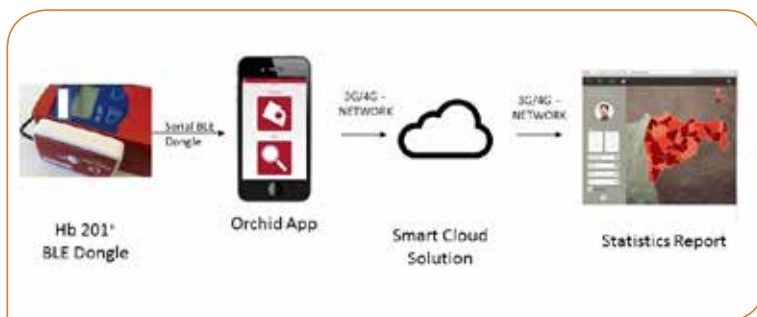 Serial BLE
Dongle
3G/4G -
NETWORK
3G/4G -
NETWORK
Hb 201+
BLE Dongle
Orchid App
Smart Cloud
Solution
Statistics Report